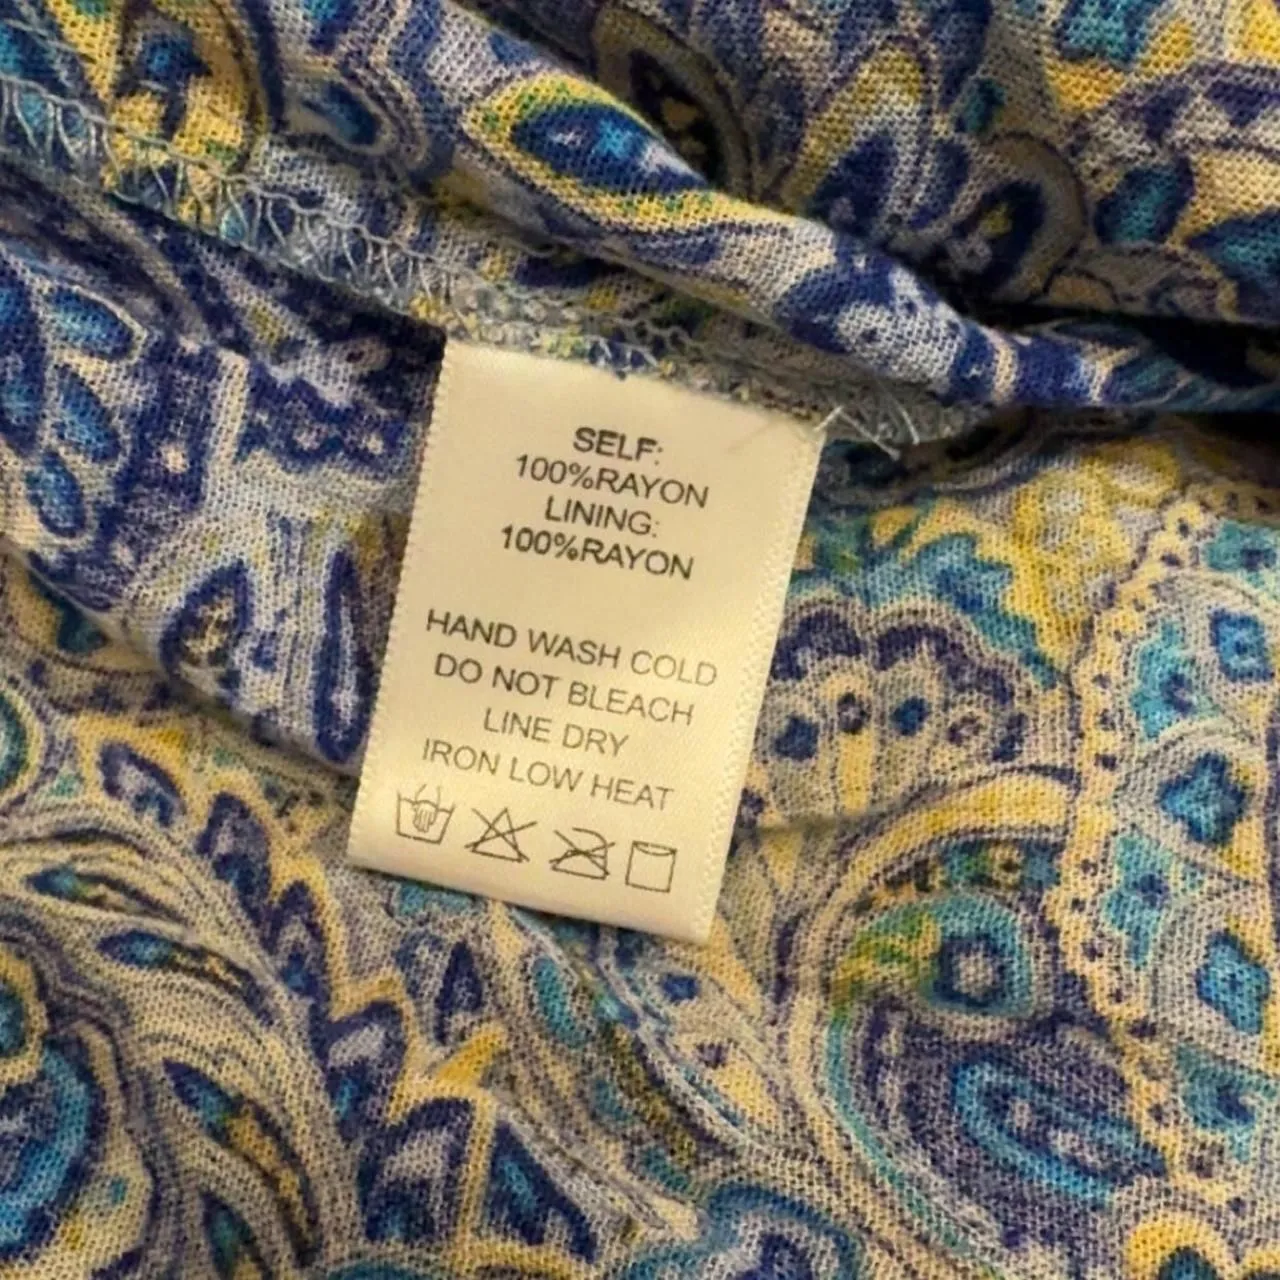 SELF:
100%RAYON
LINING:
100%RAYON
HAND WASH COLD
DO NOT BLEACH
LINE DRY
IRON LOW HEAT